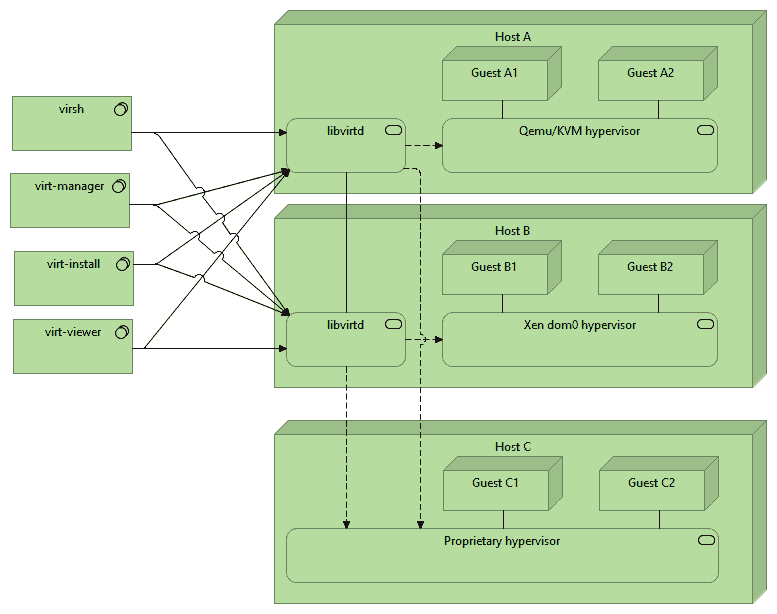 Host A
Guest A1
Guest A2
virsh
libvirtd
Qemu/KVM hypervisor
virt-manager
Host B
virt-install
Guest B1
Guest B2
virt-viewer
libvirtd
Xen dom0 hypervisor
Host C
Guest C1
Guest C2
Proprietary hypervisor